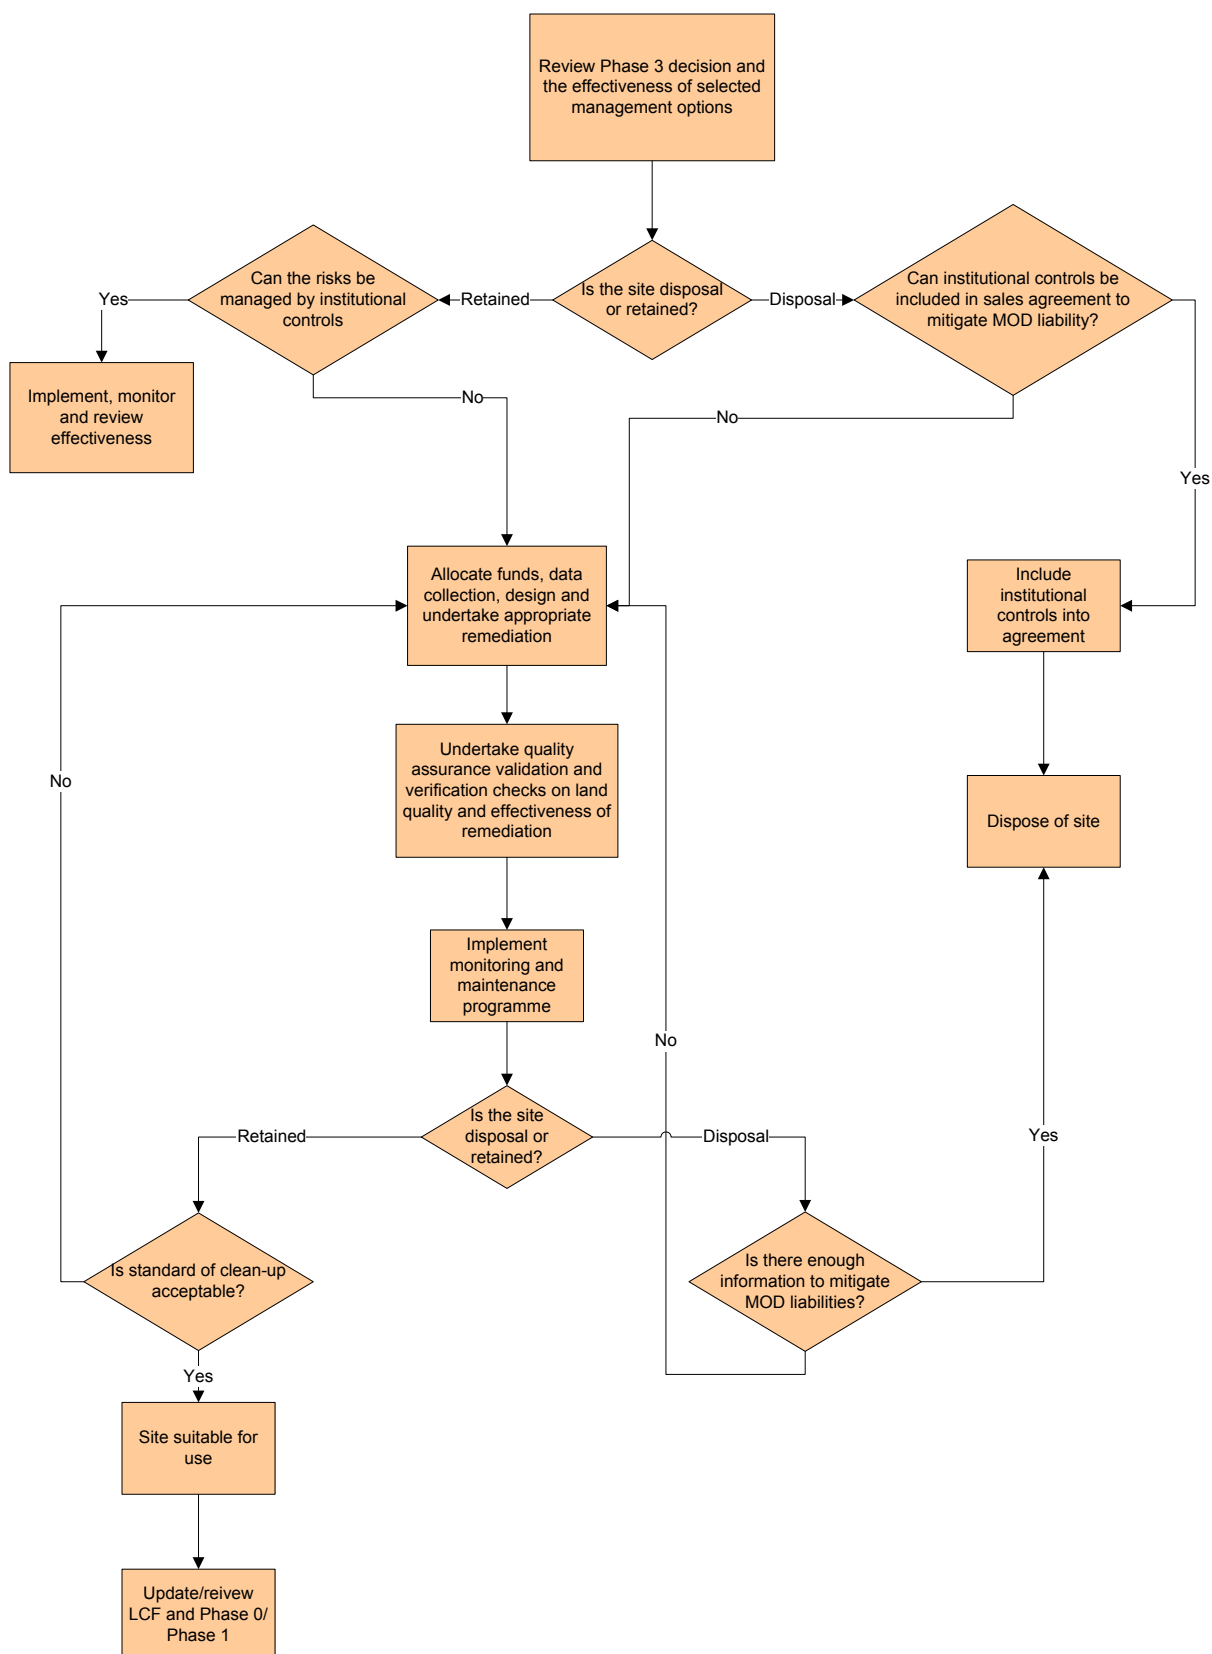 Review Phase 3 decision and
the effectiveness of selected
management options
Can the risks be
managed by institutional
controls
Yes
Retained
Is the site disposal
or retained?
Disposal
Can institutional controls be
included in sales agreement to
mitigate MOD liability?
Implement, monitor
and review
effectiveness
No
No
Yes
Allocate funds, data
collection, design and
undertake appropriate
remediation
Include
institutional
controls into
agreement
Undertake quality
assurance validation and
verification checks on land
quality and effectiveness of
remediation
No
Dispose of site
Implement
monitoring and
maintenance
programme
No
Is the site
disposal or
retained?
Retained
Disposal
Yes
Is standard of clean-up
acceptable?
Is there enough
information to mitigate
MOD liabilities?
Yes
Site suitable for
use
Update/reivew
LCF and Phase 0/
Phase 1